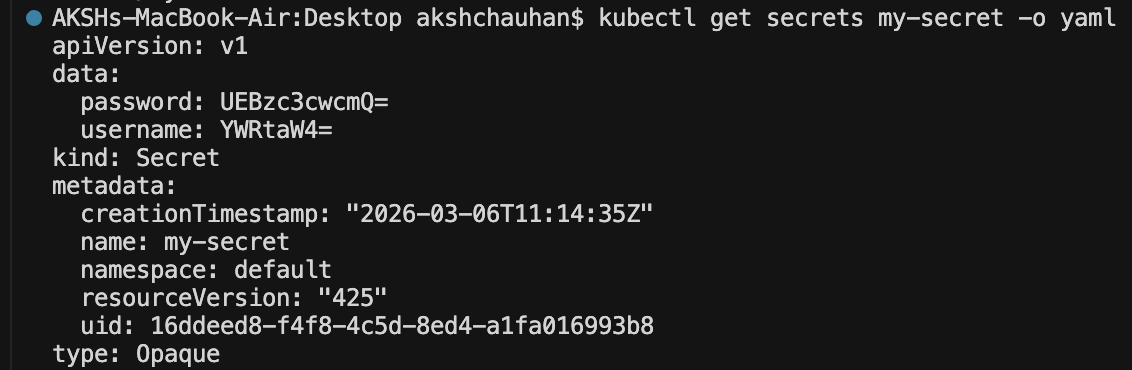 AKSHs-MacBook-Air:Desktop akshchauhan$ kubectl get secrets my-secret -o yaml
apiVersion: v1
data:
  password: UEBzc3cwcmQ=
  username: YWRtaW4=
kind: Secret
metadata:
  creationTimestamp: "2026-03-06T11:14:35Z"
  name: my-secret
  namespace: default
  resourceVersion: "425"
  uid: 16ddeed8-f4f8-4c5d-8ed4-a1fa016993b8
type: Opaque